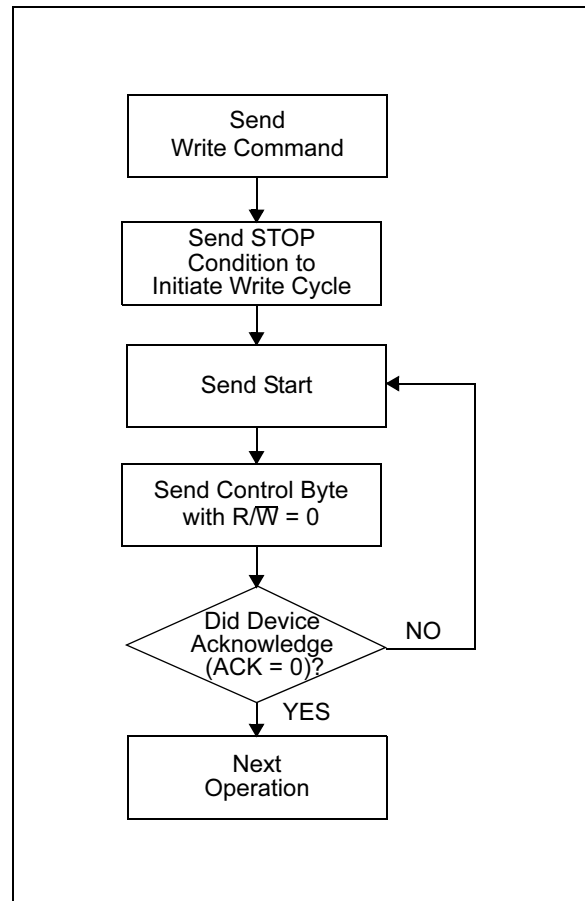 Send
Write Command
Send STOP
Condition to
Initiate Write Cycle
Send Start
Send Control Byte
with R/W̅ = 0
Did Device
Acknowledge
(ACK = 0)?
NO
YES
Next
Operation